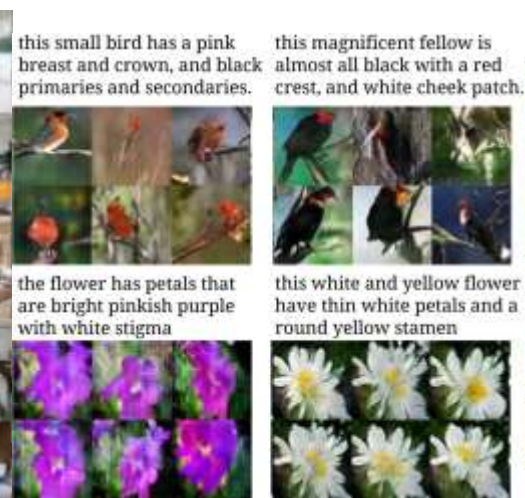 this small bird has a pink
breast and crown, and black
primaries and secondaries.
this magnificent fellow is
almost all black with a red
crest, and white cheek patch.
the flower has petals that
are bright pinkish purple
with white stigma
this white and yellow flower
have thin white petals and a
round yellow stamen